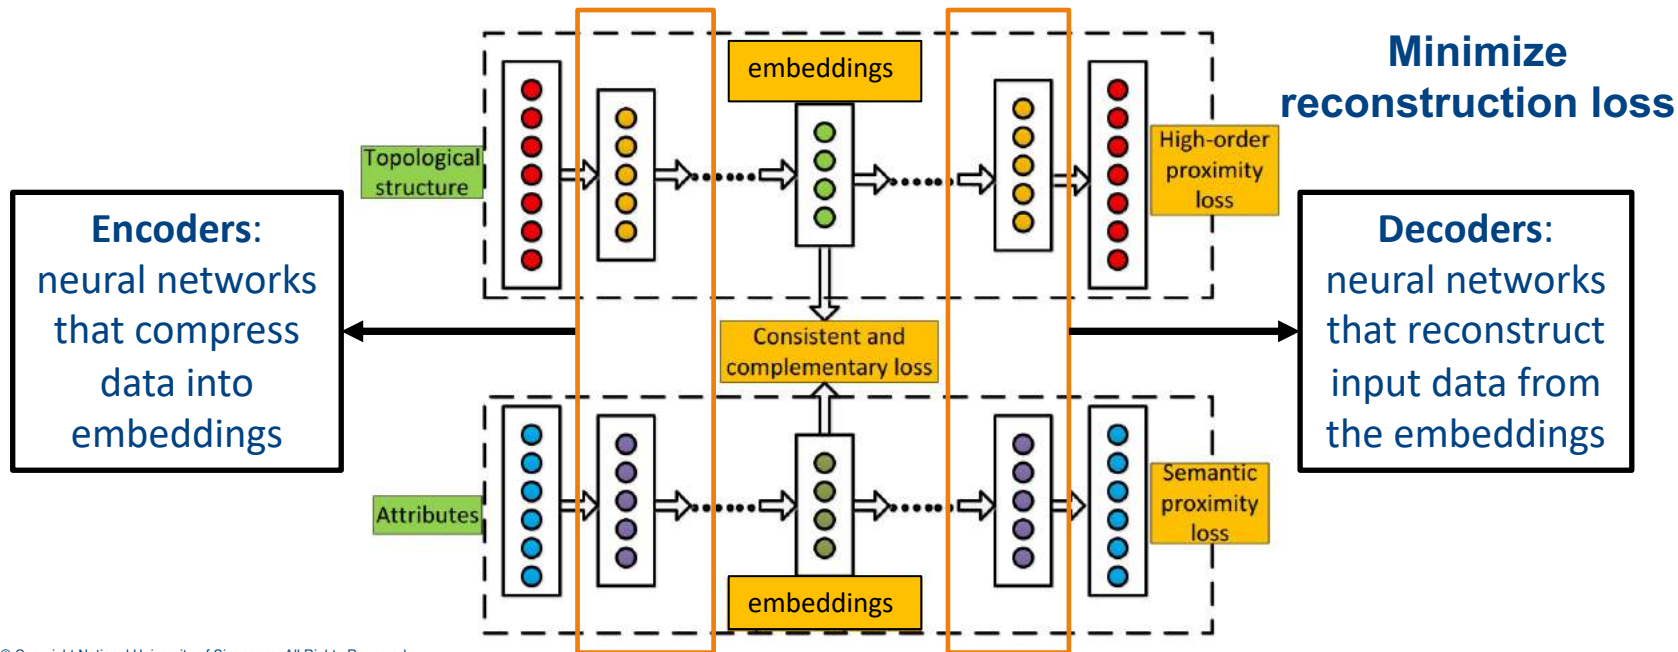 Minimize
reconstruction loss
embeddings
Topological
structure
High-order
proximity
loss
Encoders:
neural networks
that compress
data into
embeddings
Decoders:
neural networks
that reconstruct
input data from
the embeddings
Consistent and
complementary loss
Attributes
Semantic
proximity
loss
embeddings